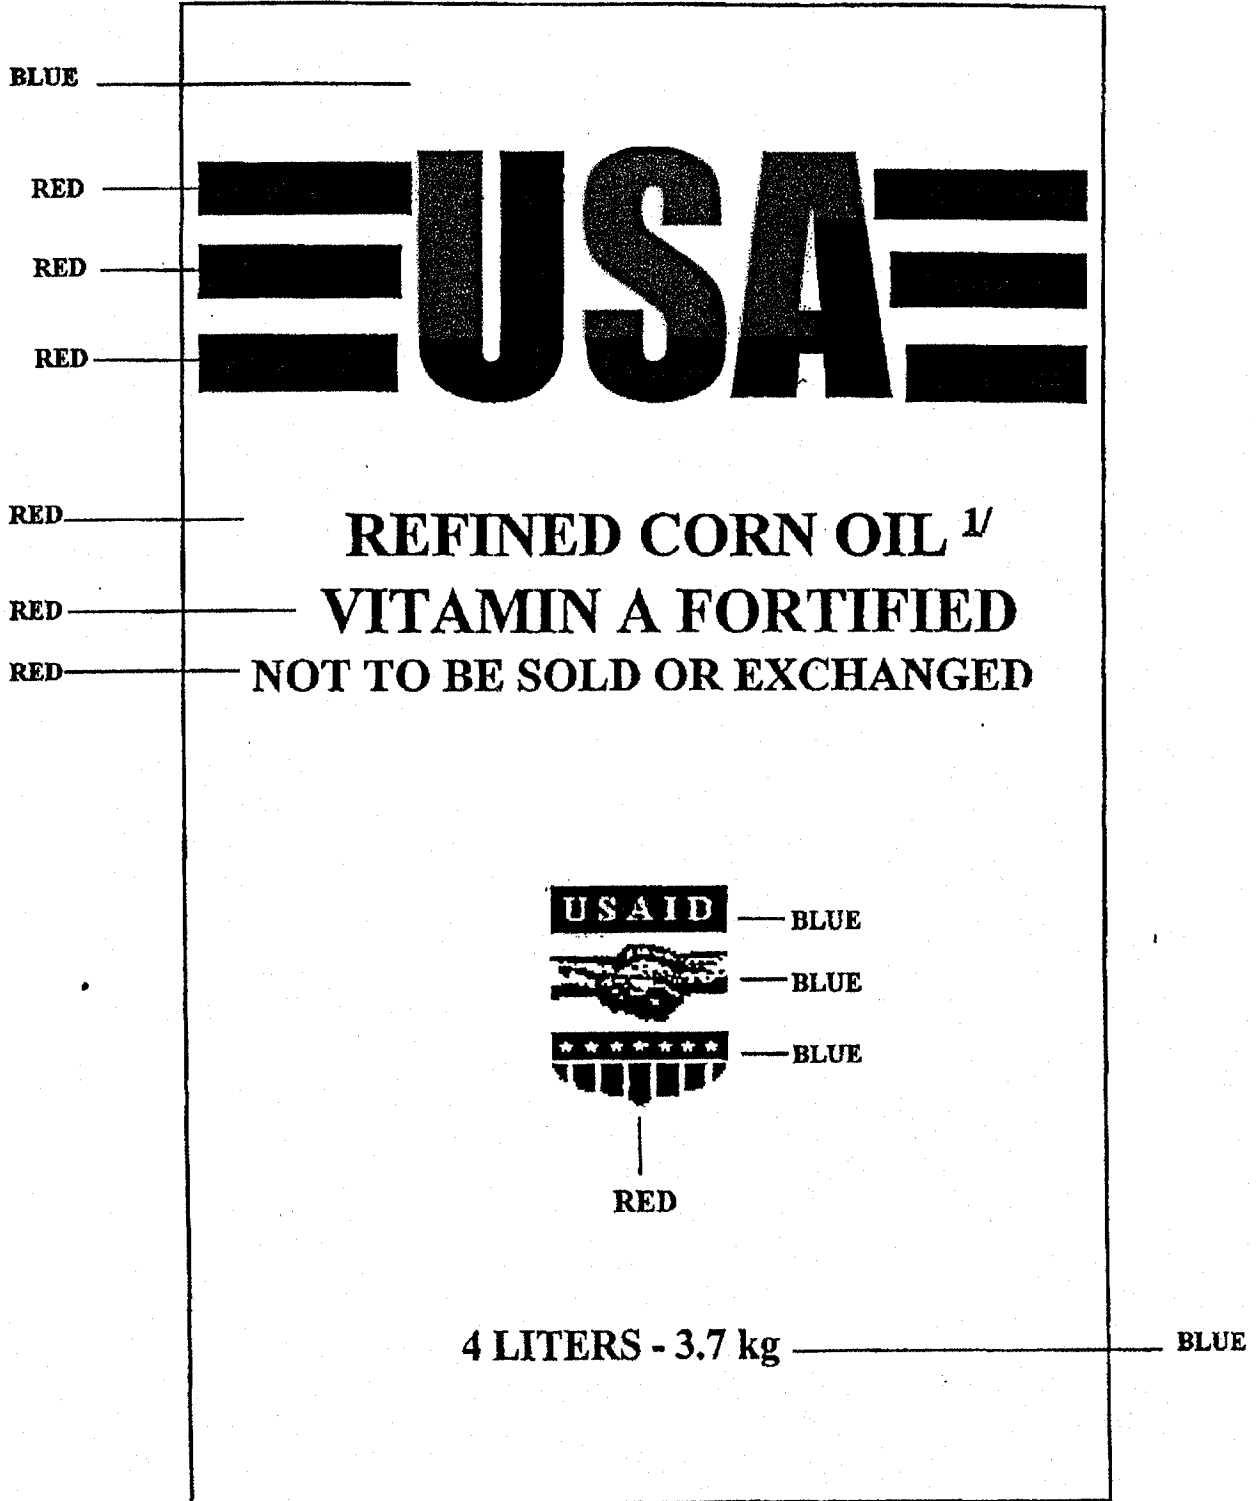 BLUE
USA
RED
RED
RED
RED REFINED CORN OIL 1/
RED VITAMIN A FORTIFIED
RED NOT TO BE SOLD OR EXCHANGED
USAID BLUE
BLUE
BLUE
RED
4 LITERS - 3.7 kg BLUE